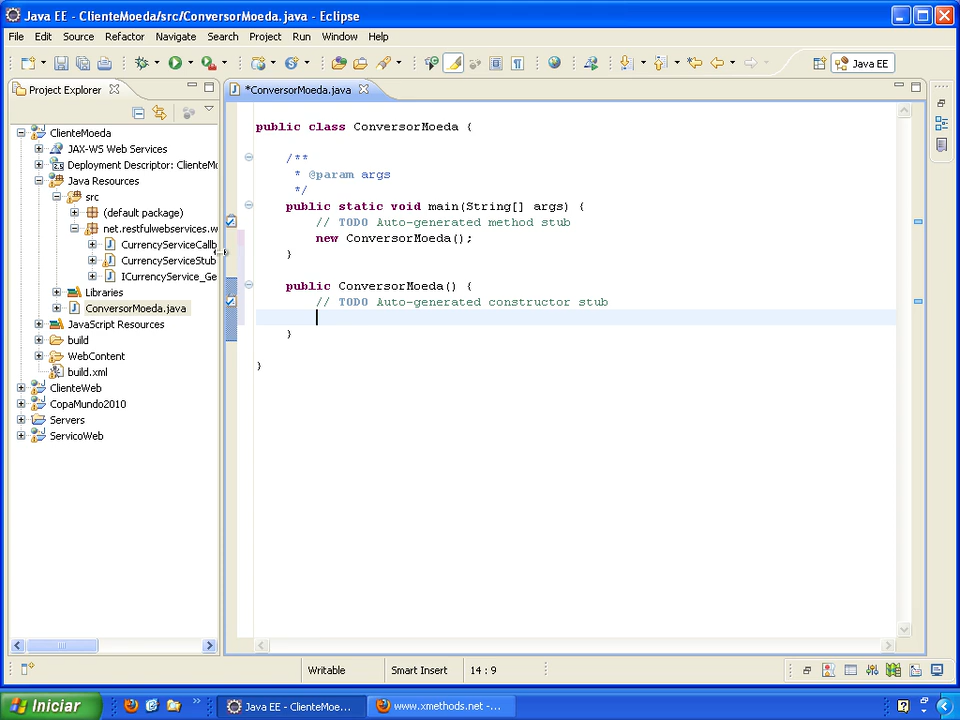 Java EE - ClienteMoeda/src/ConversorMoeda.java - Eclipse
File Edit Source Refactor Navigate Search Project Run Window Help
Java EE
Project Explorer
*ConversorMoeda.java
ClienteMoeda
JAX-WS Web Services
Deployment Descriptor: ClienteMo
Java Resources
src
(default package)
net.restfulwebservices.w
CurrencyServiceCallb
CurrencyServiceStub
ICurrencyService_Ge
Libraries
ConversorMoeda.java
JavaScript Resources
build
WebContent
build.xml
ClienteWeb
CopaMundo2010
Servers
ServicoWeb
public class ConversorMoeda {
/**
* @param args
*/
public static void main(String[] args) {
// TODO Auto-generated method stub
new ConversorMoeda();
}
public ConversorMoeda() {
// TODO Auto-generated constructor stub
}
}
Writable Smart Insert 14 : 9
Iniciar Java EE - ClienteMoe... www.xmethods.net -...